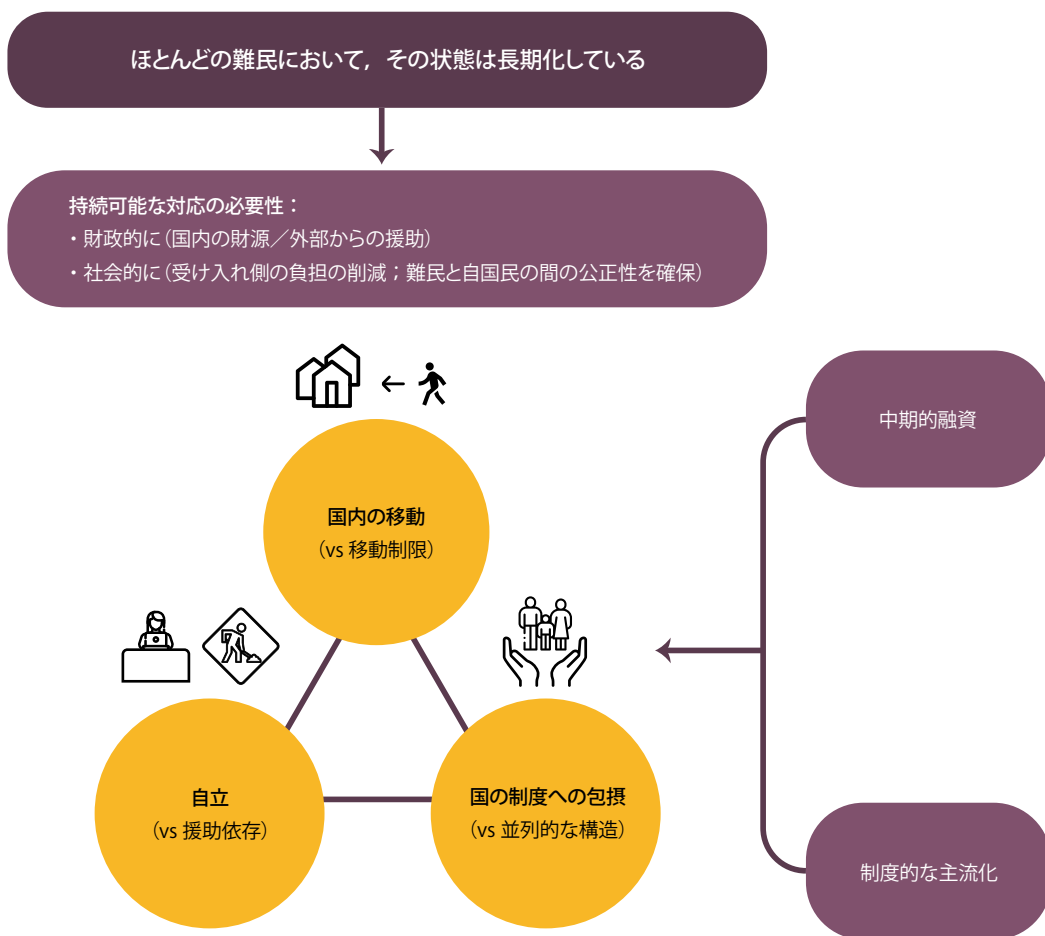 ほとんどの難民において，その状態は長期化している
持続可能な対応の必要性：
・財政的に（国内の財源／外部からの援助）
・社会的に（受け入れ側の負担の削減；難民と自国民の間の公正性を確保）
中期的融資
国内の移動
（vs 移動制限）
自立
（vs 援助依存）
国の制度への包摂
（vs 並列的な構造）
制度的な主流化